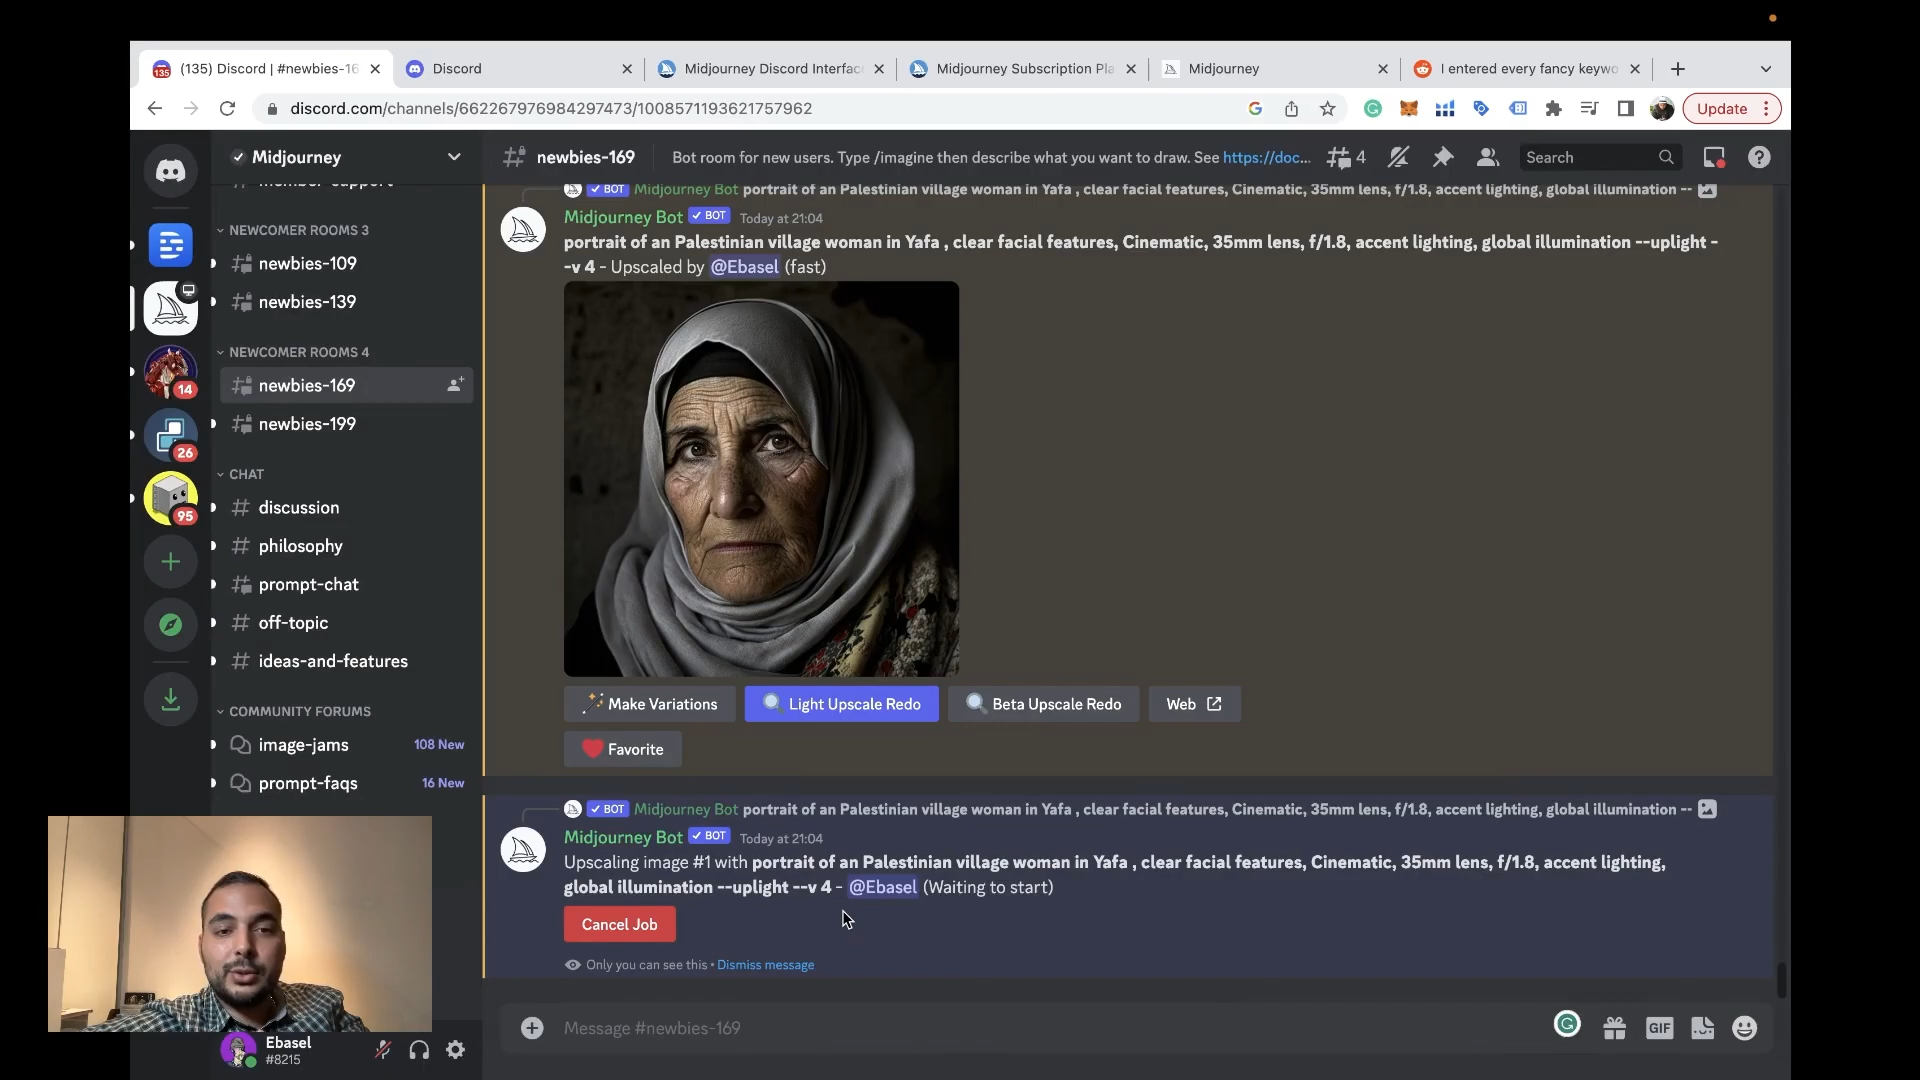 (135) Discord | #newbies-16
Discord
Midjourney Discord Interfac
Midjourney Subscription Pla
Midjourney
I entered every fancy keywo
discord.com/channels/662267976984297473/1008571193621757962
Update
Midjourney
newbies-169
Bot room for new users. Type /imagine then describe what you want to draw. See https://doc...
4
Search
member-support
NEWCOMER ROOMS 3
newbies-109
newbies-139
NEWCOMER ROOMS 4
newbies-169
newbies-199
CHAT
discussion
philosophy
prompt-chat
off-topic
ideas-and-features
COMMUNITY FORUMS
image-jams 108 New
prompt-faqs 16 New
135
14
26
95
BOT Midjourney Bot portrait of an Palestinian village woman in Yafa , clear facial features, Cinematic, 35mm lens, f/1.8, accent lighting, global illumination --
Midjourney Bot BOT Today at 21:04
portrait of an Palestinian village woman in Yafa , clear facial features, Cinematic, 35mm lens, f/1.8, accent lighting, global illumination --uplight -
-v 4 - Upscaled by @Ebasel (fast)
Make Variations Light Upscale Redo Beta Upscale Redo Web
Favorite
BOT Midjourney Bot portrait of an Palestinian village woman in Yafa , clear facial features, Cinematic, 35mm lens, f/1.8, accent lighting, global illumination --
Midjourney Bot BOT Today at 21:04
Upscaling image #1 with portrait of an Palestinian village woman in Yafa , clear facial features, Cinematic, 35mm lens, f/1.8, accent lighting,
global illumination --uplight --v 4 - @Ebasel (Waiting to start)
Cancel Job
Only you can see this • Dismiss message
Message #newbies-169
GIF
Ebasel
#8215